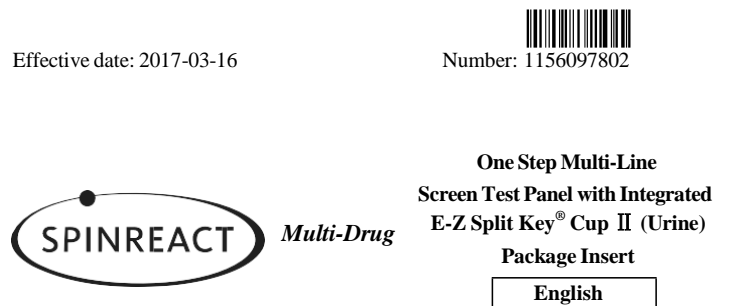 Effective date: 2017-03-16
Number: 1156097802
SPINREACT
Multi-Drug
One Step Multi-Line
Screen Test Panel with Integrated
E-Z Split Key® Cup Ⅱ (Urine)
Package Insert
English